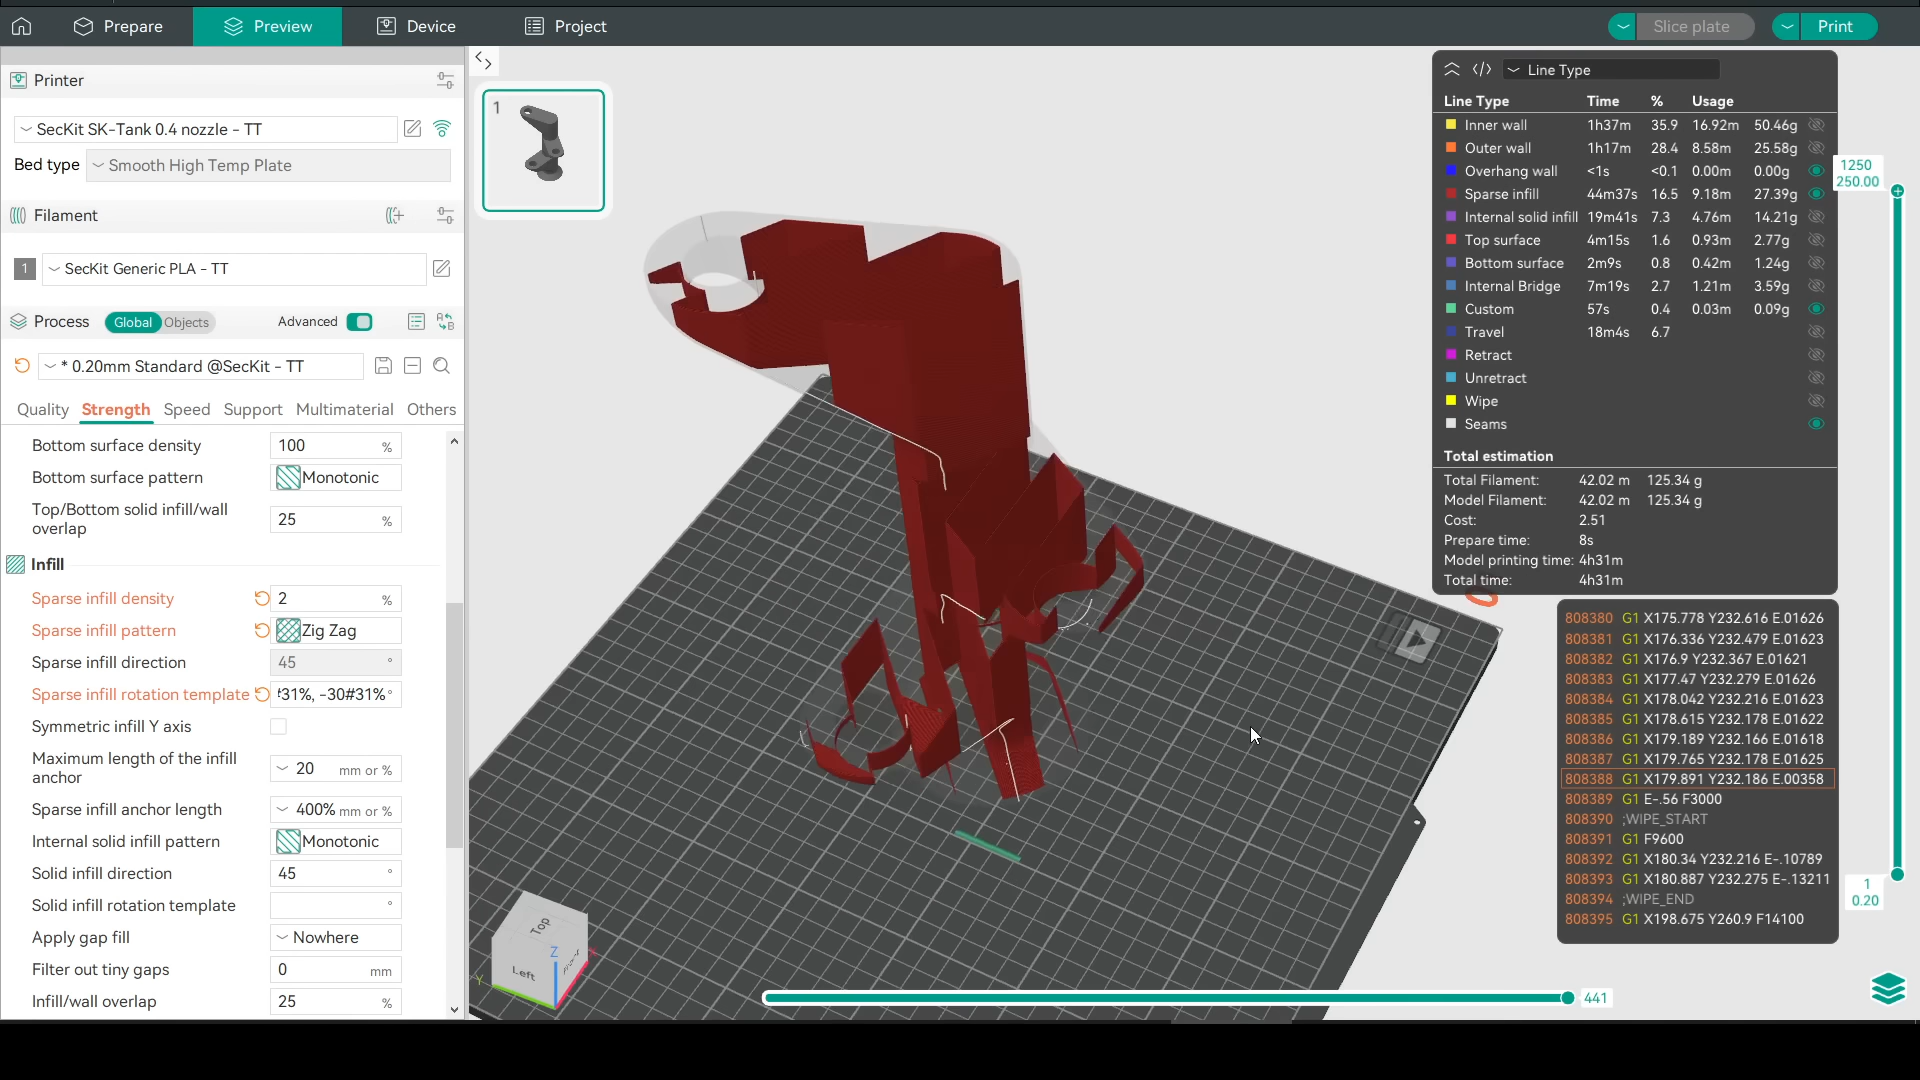 Prepare
Preview
Device
Project
Slice plate
Print
Printer
SecKit SK-Tank 0.4 nozzle - TT
Bed type
Smooth High Temp Plate
Filament
1
SecKit Generic PLA - TT
Process
Global
Objects
Advanced
* 0.20mm Standard @SecKit - TT
Quality
Strength
Speed
Support
Multimaterial
Others
Bottom surface density 100 %
Bottom surface pattern Monotonic
Top/Bottom solid infill/wall
overlap 25 %
Infill
Sparse infill density 2 %
Sparse infill pattern Zig Zag
Sparse infill direction 45 °
Sparse infill rotation template #31%, -30#31% °
Symmetric infill Y axis
Maximum length of the infill
anchor 20 mm or %
Sparse infill anchor length 400% mm or %
Internal solid infill pattern Monotonic
Solid infill direction 45 °
Solid infill rotation template °
Apply gap fill Nowhere
Filter out tiny gaps 0 mm
Infill/wall overlap 25 %
1
Top
Left
Z
X
Y
441
Line Type
Line Type Time % Usage
Inner wall 1h37m 35.9 16.92m 50.46g
Outer wall 1h17m 28.4 8.58m 25.58g
Overhang wall <1s <0.1 0.00m 0.00g
Sparse infill 44m37s 16.5 9.18m 27.39g
Internal solid infill 19m41s 7.3 4.76m 14.21g
Top surface 4m15s 1.6 0.93m 2.77g
Bottom surface 2m9s 0.8 0.42m 1.24g
Internal Bridge 7m19s 2.7 1.21m 3.59g
Custom 57s 0.4 0.03m 0.09g
Travel 18m4s 6.7
Retract
Unretract
Wipe
Seams
Total estimation
Total Filament: 42.02 m 125.34 g
Model Filament: 42.02 m 125.34 g
Cost: 2.51
Prepare time: 8s
Model printing time: 4h31m
Total time: 4h31m
1250
250.00
808380 G1 X175.778 Y232.616 E.01626
808381 G1 X176.336 Y232.479 E.01623
808382 G1 X176.9 Y232.367 E.01621
808383 G1 X177.47 Y232.279 E.01626
808384 G1 X178.042 Y232.216 E.01623
808385 G1 X178.615 Y232.178 E.01622
808386 G1 X179.189 Y232.166 E.01618
808387 G1 X179.765 Y232.178 E.01625
808388 G1 X179.891 Y232.186 E.00358
808389 G1 E-.56 F3000
808390 ;WIPE_START
808391 G1 F9600
808392 G1 X180.34 Y232.216 E-.10789
808393 G1 X180.887 Y232.275 E-.13211
808394 ;WIPE_END
808395 G1 X198.675 Y260.9 F14100
1
0.20